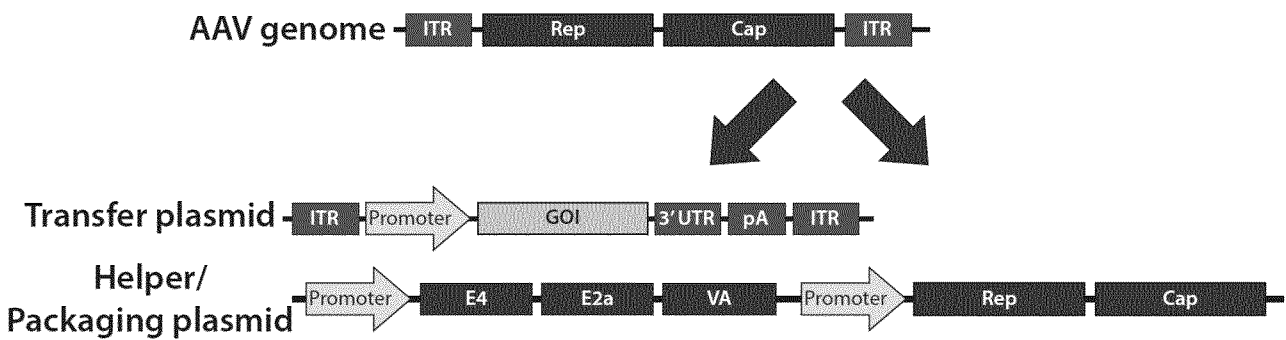 AAV genome ITR Rep Cap ITR
Transfer plasmid ITR Promoter GOI 3' UTR pA ITR
Helper/
Packaging plasmid Promoter E4 E2a VA Promoter Rep Cap